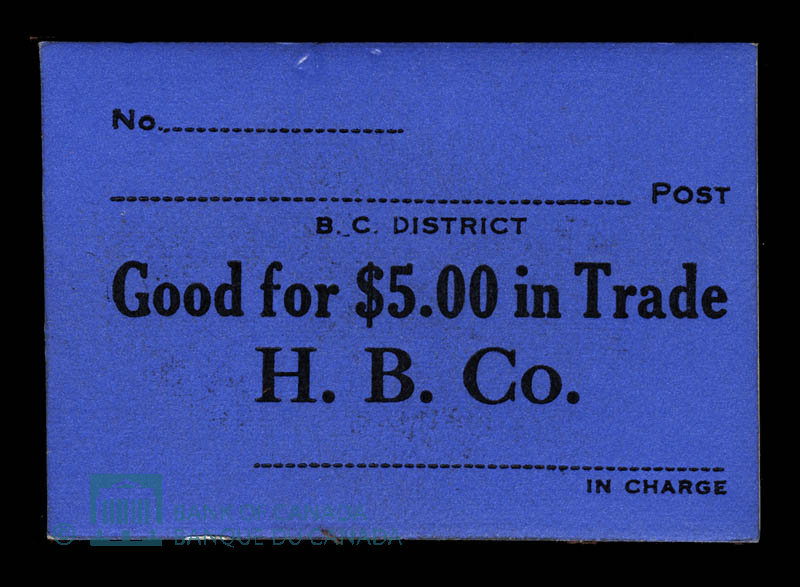 No.
POST
B. C. DISTRICT
Good for $5.00 in Trade
H. B. Co.
IN CHARGE
© BANK OF CANADA
BANQUE DU CANADA